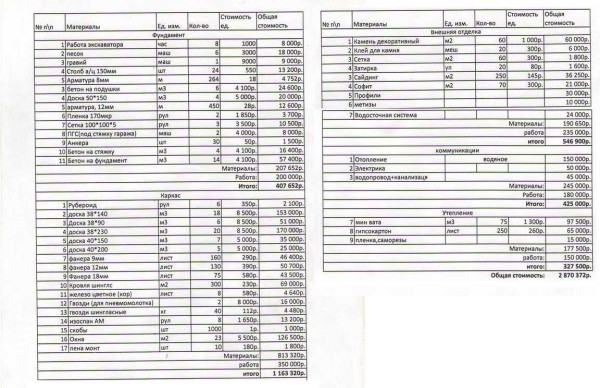 № п\п Материалы Ед. изм. Кол-во Стоимость ед. Общая стоимость
Фундамент
1 Работа экскаватора час 8 1000 8 000р.
2 песок маш 6 3000 18 000р.
3 гравий маш 1 9000 9 000р.
4 Столб а/ц 150мм шт 24 550 13 200р.
5 Арматура 8мм м 264 18 4 752р.
3 бетон на подушки м3 6 4 100р. 24 600р.
4 Доска 50*150 м3 4 5 000р. 20 000р.
5 арматура, 12мм м 450 28р. 12 600р.
6 Пленка 170мкр рул 2 1 850р. 3 700р.
7 Сетка 100*100*5 рул 3 3 500р. 10 500р.
8 ПГС(под стяжку гаража) маш 2 4 000р. 8 000р.
9 Анкера 30 50р. 1 500р.
10 Бетон на стяжку м3 4 4 100р. 16 400р.
11 Бетон на фундамент м3 14 4 100р. 57 400р.
Материалы: 207 652р.
Работа: 200 000р.
Итого: 407 652р.
Каркас
1 Рубероид рул 6 350р. 2 100р.
2 доска 38*140 м3 18 8 500р. 153 000р.
3 Доска 38*90 м3 6 8 500р. 51 000р.
4 доска 38*230 м3 20 8 500р. 170 000р.
5 доска 40*150 м3 7 5 000р. 35 000р.
6 доска 40*200 м3 5 5 000р. 25 000р.
7 фанера 9мм лист 160 290р. 46 400р.
8 фанера 12мм лист 130 390р. 50 700р.
9 Фанера 18мм лист 75 580р. 43 500р.
10 Кровля шинглс м2 300 230р. 69 000р.
11 железо цветное (кор) лист 8 580р. 4 640р.
12 Гвозди (для пневмомолотка) 2 8 000р. 16 000р.
13 гвозди шингласные кг 40 112р. 4 480р.
14 изоспан АМ рул 8 1 650р. 13 200р.
15 скобы шт 1000 1р. 1 000р.
16 Окна м2 23 5 500р. 126 500р.
17 пена монт шт 10 180р. 1 800р.
Материалы: 813 320р.
работа 350 000р.
итого 1 163 320р.
№ п\п Материалы Ед. изм. Кол-во Стоимость ед. Общая стоимость
Внешняя отделка
1 Камень декоративный м2 60 1 000р. 60 000р.
2 Клей для камня меш 20 300р. 6 000р.
3 Сетка м2 60 300р. 1 800р.
4 Затирка уп 20 80р. 1 600р.
3 Сайдинг м2 250 145р. 36 250р.
4 Софит м2 70 300р. 21 000р.
5 Профили 30 000р.
6 метизы 10 000р.
7 Водосточная система 24 000р.
Материалы: 190 650р.
работа 235 000р.
итого 546 900р.
коммуникации
1 Отопление водяное 150 000р.
2 Электрика 50 000р.
3 водопровод+канализаця 45 000р.
Материалы: 245 000р.
Работа: 180 000р.
Итого: 425 000р.
Утепление
7 мин вата м3 75 1 300р. 97 500р.
8 гипсокартон лист 250 260р. 65 000р.
9 пленка,саморезы 15 000р.
Материалы: 177 500р.
работа: 150 000р.
итого: 327 500р.
Общая стоимость: 2 870 372р.